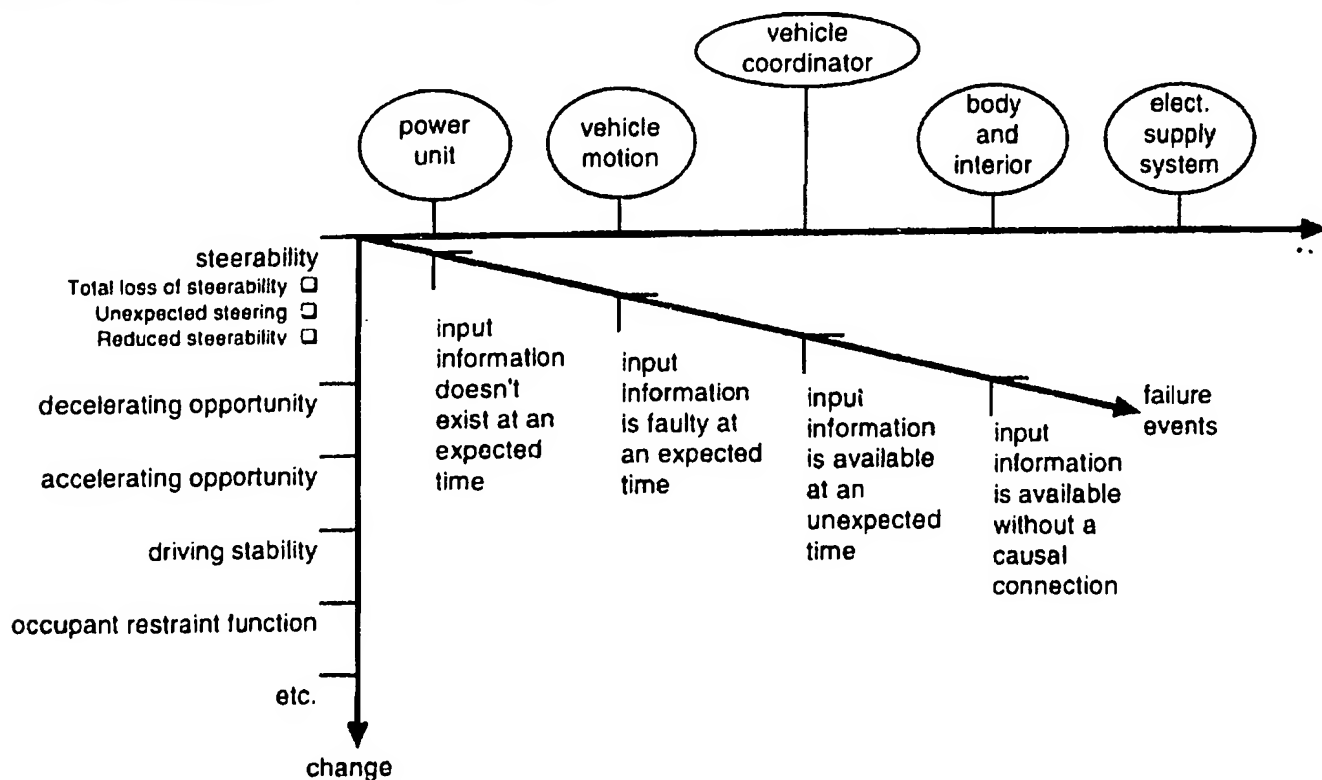 vehicle
coordinator
power
unit
vehicle
motion
body
and
interior
elect.
supply
system
steerability
Total loss of steerability ❑
Unexpected steering ❑
Reduced steerability ❑
decelerating opportunity
accelerating opportunity
driving stability
occupant restraint function
etc.
change
input
information
doesn't
exist at an
expected
time
input
information
is faulty at
an expected
time
input
information
is available
at an
unexpected
time
input
information
is available
without a
causal
connection
failure
events
..